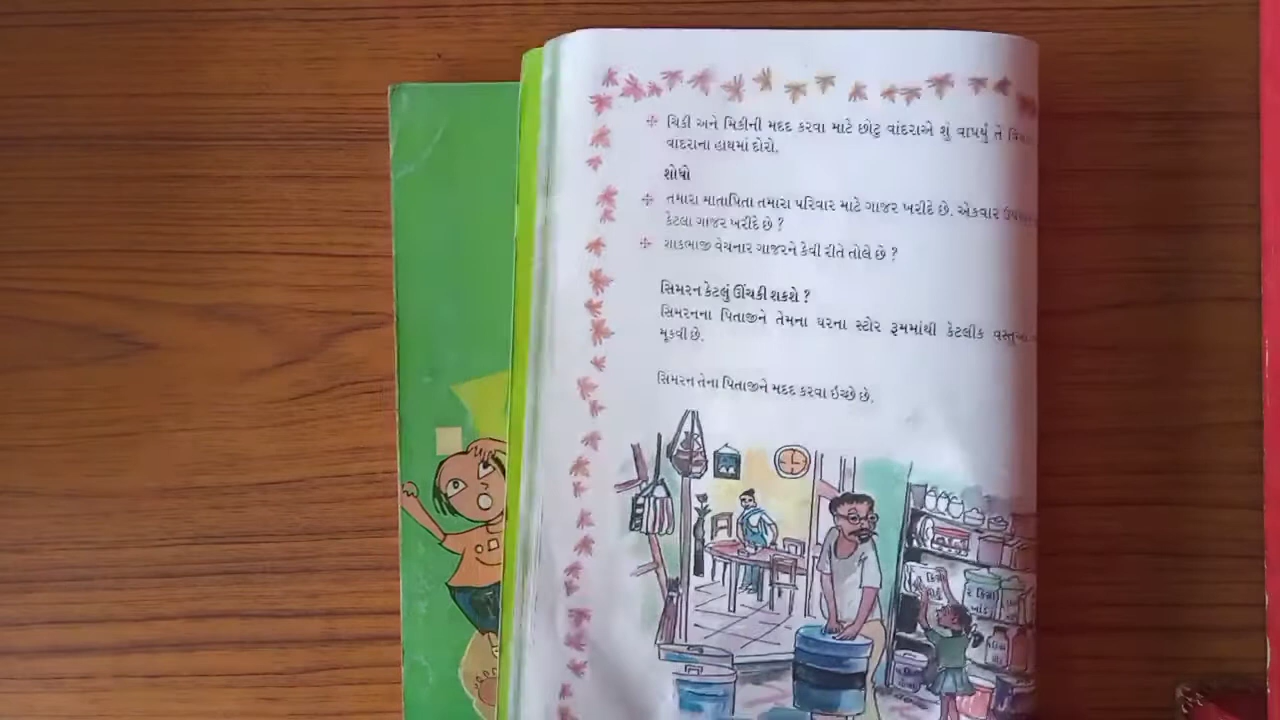 ચિકી અને મિકીની મદદ કરવા માટે છોટુ વાંદરાએ શું વાપર્યું તે
વાદરાના હાથમાં દોરો.
શોધો
તમારા માતાપિતા તમારા પરિવાર માટે ગાજર ખરીદે છે. એકવાર
કેટલા ગાજર ખરીદે છે ?
શાકભાજી વેચનાર ગાજરને કેવી રીતે તોલે છે ?
સિમરન કેટલું ઊંચકી શકશે ?
સિમરનના પિતાજીને તેમના ઘરના સ્ટોર રૂમમાંથી કેટલીક
મૂકવી છે.
સિમરન તેના પિતાજીને મદદ કરવા ઇચ્છે છે.